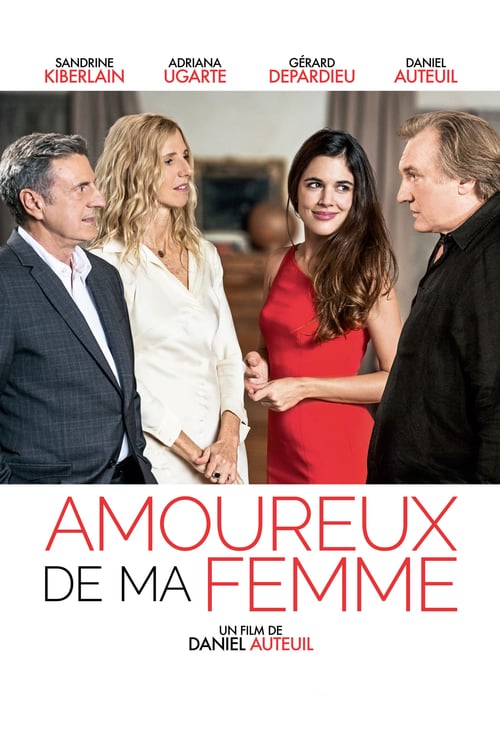 SANDRINE ADRIANA GÉRARD DANIEL
KIBERLAIN UGARTE DEPARDIEU AUTEUIL
AMOUREUX
DE MA FEMME
UN FILM DE
DANIEL AUTEUIL